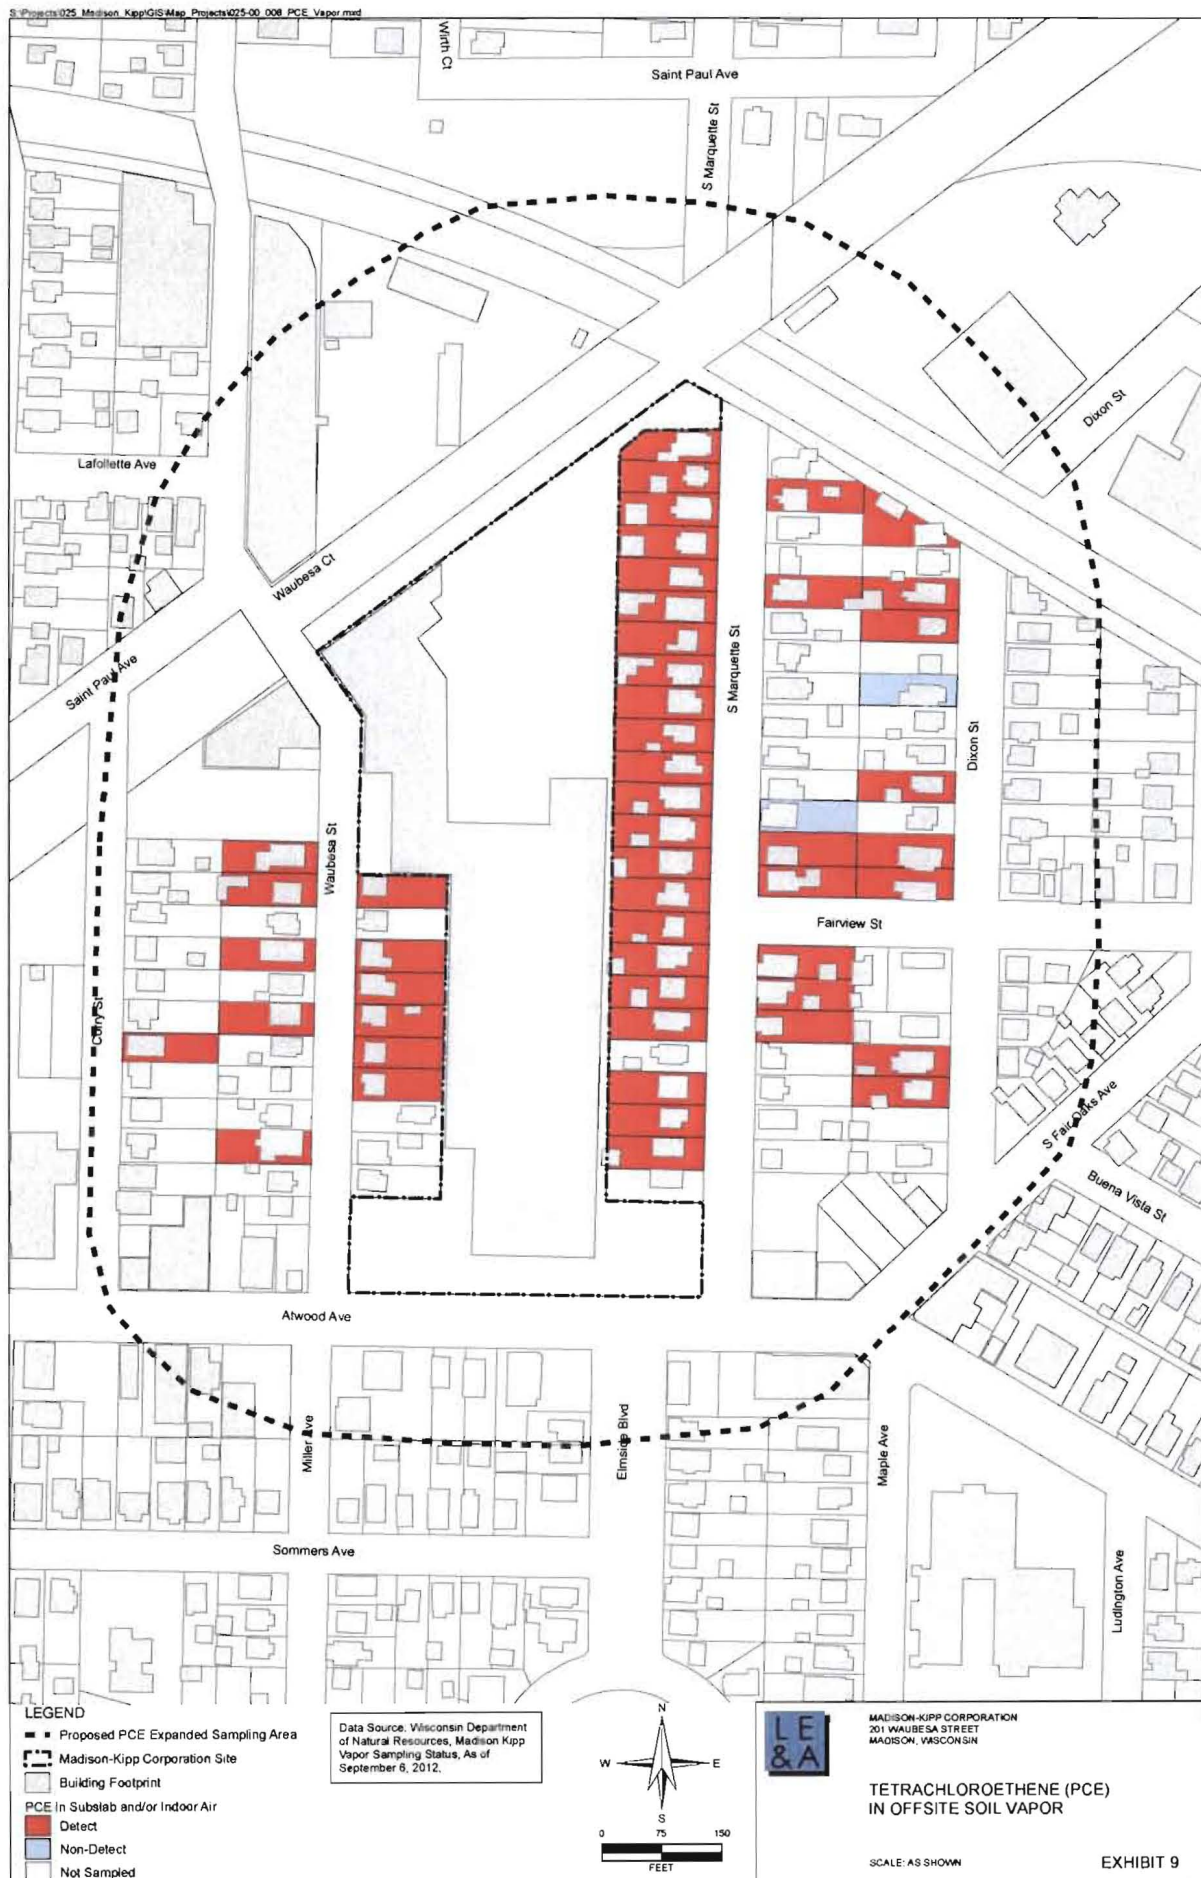 S:\Projects\025_Madison_Kipp\GIS\Map_Projects\025-00_008_PCE_Vapor.mxd
Wirth Ct
Saint Paul Ave
S Marquette St
Dixon St
Lafollette Ave
Waubesa Ct
Saint Paul Ave
S Marquette St
Dixon St
Waubesa St
Fairview St
Corry St
S Fair Oaks Ave
Buena Vista St
Atwood Ave
Miller Ave
Elmside Blvd
Maple Ave
Sommers Ave
Ludington Ave
LEGEND
Proposed PCE Expanded Sampling Area
Madison-Kipp Corporation Site
Building Footprint
PCE In Subslab and/or Indoor Air
Detect
Non-Detect
Not Sampled
Data Source: Wisconsin Department
of Natural Resources, Madison Kipp
Vapor Sampling Status, As of
September 6, 2012.
N
W E
S
0 75 150
FEET
LE
&A
MADISON-KIPP CORPORATION
201 WAUBESA STREET
MADISON, WISCONSIN
TETRACHLOROETHENE (PCE)
IN OFFSITE SOIL VAPOR
SCALE: AS SHOWN
EXHIBIT 9